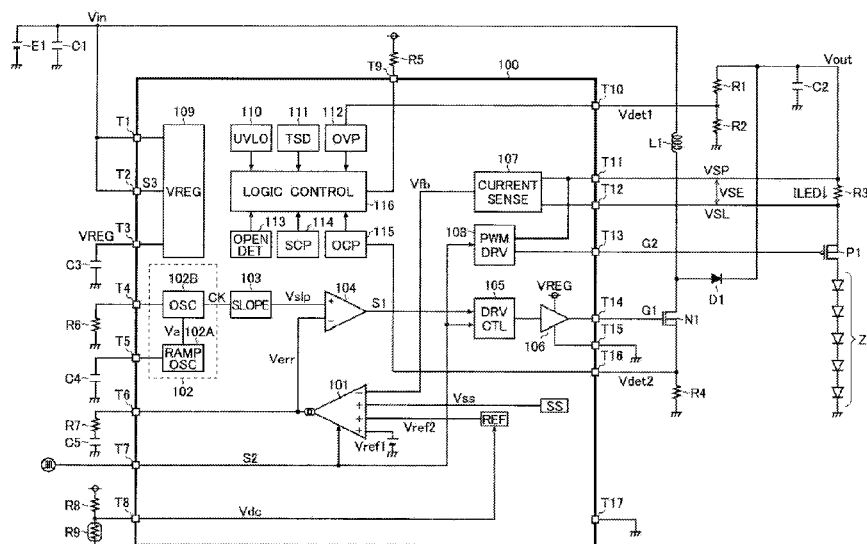 Vin
E1
C1
R5
T9
100
T10
Vdet1
R1
R2
C2
Vout
L1
109
110
111
112
T1
UVLO
TSD
OVP
T2
S3
VREG
LOGIC CONTROL
116
Vfb
107
CURRENT
SENSE
T11
VSP
T12
VSE
VSL
ILED↓
R3
T3
VREG
113
114
115
OPEN
DET
SCP
OCP
108
PWM
DRV
T13
G2
P1
C3
102B
103
T4
OSC
CK
SLOPE
Vslp
104
+
−
S1
105
DRV
CTL
VREG
106
T14
G1
N1
D1
T15
T16
R6
Va
102A
T5
RAMP
OSC
C4
102
Verr
Vdet2
R4
Z
T6
101
−
+
+
+
Vss
SS
R7
C5
Vref2
REF
Vref1
T7
S2
T8
Vdc
R8
R9
T17